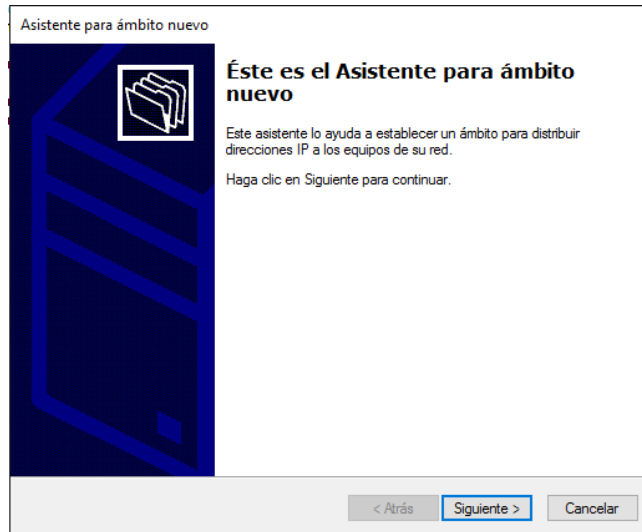 Asistente para ámbito nuevo
Éste es el Asistente para ámbito
nuevo
Este asistente lo ayuda a establecer un ámbito para distribuir
direcciones IP a los equipos de su red.
Haga clic en Siguiente para continuar.
< Atrás Siguiente > Cancelar